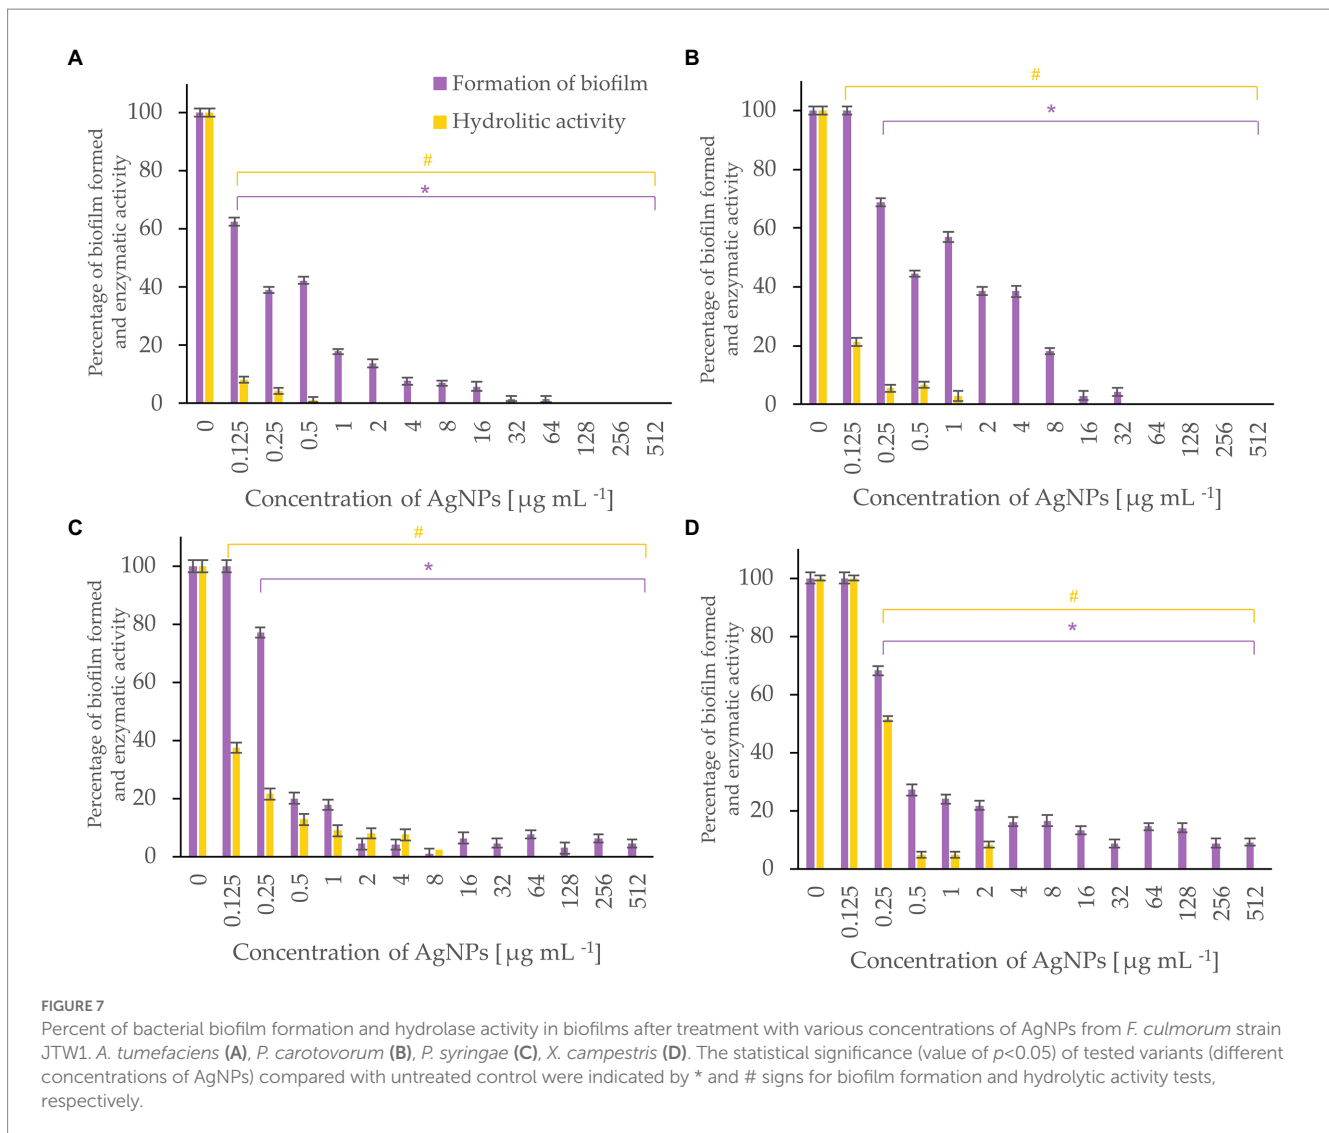 A
Formation of biofilm
Hydrolitic activity
#
*
Percentage of biofilm formed
and enzymatic activity
100
80
60
40
20
0
0 0.125 0.25 0.5 1 2 4 8 16 32 64 128 256 512
Concentration of AgNPs [µg mL -1]
B
#
*
Percentage of biofilm formed
and enzymatic activity
100
80
60
40
20
0
0 0.125 0.25 0.5 1 2 4 8 16 32 64 128 256 512
Concentration of AgNPs [µg mL -1]
C
#
*
Percentage of biofilm formed
and enzymatic activity
100
80
60
40
20
0
0 0.125 0.25 0.5 1 2 4 8 16 32 64 128 256 512
Concentration of AgNPs [µg mL -1]
D
#
*
Percentage of biofilm formed
and enzymatic activity
100
80
60
40
20
0
0 0.125 0.25 0.5 1 2 4 8 16 32 64 128 256 512
Concentration of AgNPs [µg mL -1]
FIGURE 7
Percent of bacterial biofilm formation and hydrolase activity in biofilms after treatment with various concentrations of AgNPs from F. culmorum strain
JTW1. A. tumefaciens (A), P. carotovorum (B), P. syringae (C), X. campestris (D). The statistical significance (value of p<0.05) of tested variants (different
concentrations of AgNPs) compared with untreated control were indicated by * and # signs for biofilm formation and hydrolytic activity tests,
respectively.